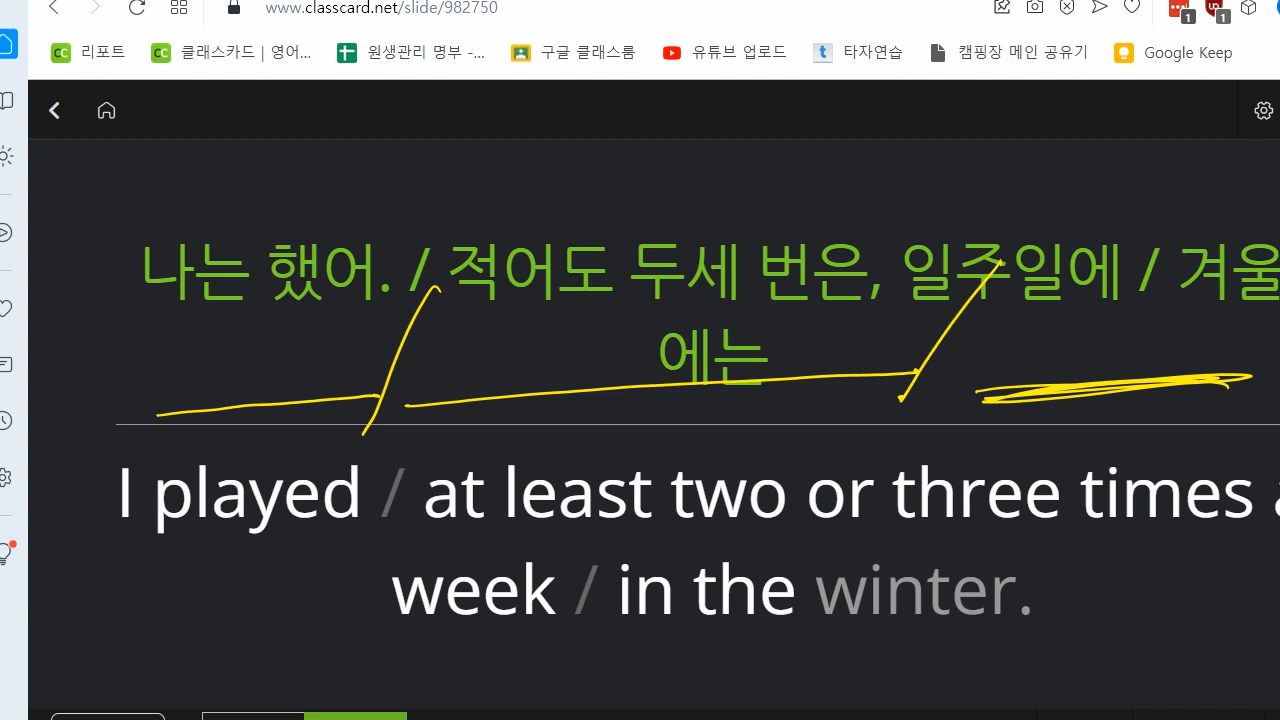 www.classcard.net/slide/982750
1
1
리포트
클래스카드 | 영어...
원생관리 명부 -...
구글 클래스룸
유튜브 업로드
타자연습
캠핑장 메인 공유기
Google Keep
나는 했어. / 적어도 두세 번은, 일주일에 / 겨울
에는
I played / at least two or three times a
week / in the winter.